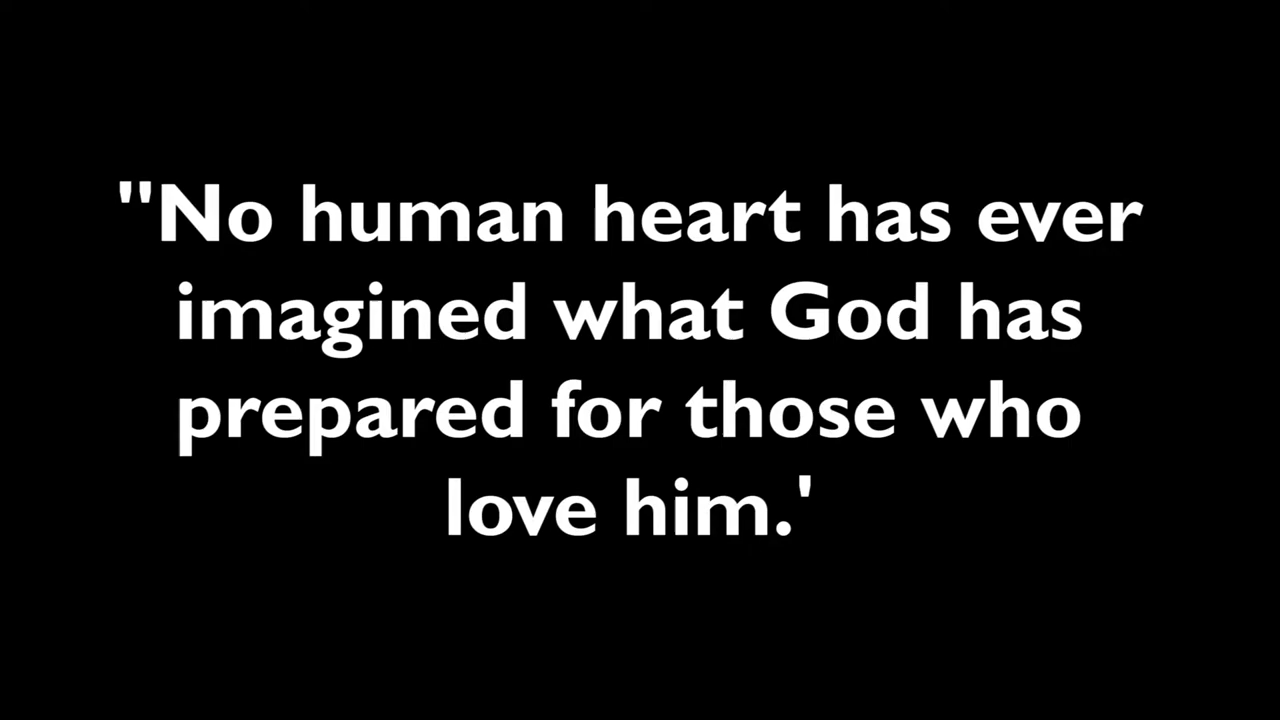 "No human heart has ever
imagined what God has
prepared for those who
love him.'